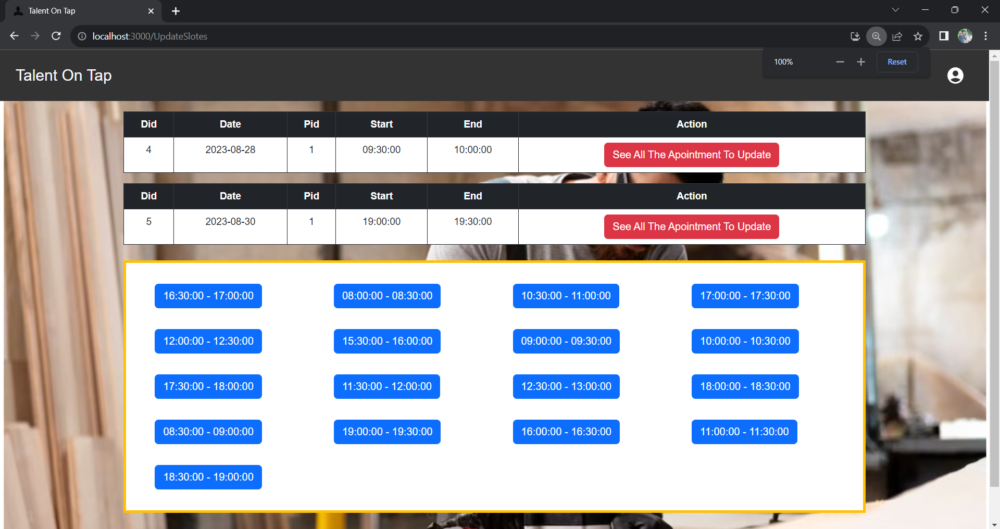 Talent On Tap
localhost:3000/UpdateSlotes
100%
Reset
Talent On Tap
Did Date Pid Start End Action
4 2023-08-28 1 09:30:00 10:00:00 See All The Apointment To Update
Did Date Pid Start End Action
5 2023-08-30 1 19:00:00 19:30:00 See All The Apointment To Update
16:30:00 - 17:00:00 08:00:00 - 08:30:00 10:30:00 - 11:00:00 17:00:00 - 17:30:00
12:00:00 - 12:30:00 15:30:00 - 16:00:00 09:00:00 - 09:30:00 10:00:00 - 10:30:00
17:30:00 - 18:00:00 11:30:00 - 12:00:00 12:30:00 - 13:00:00 18:00:00 - 18:30:00
08:30:00 - 09:00:00 19:00:00 - 19:30:00 16:00:00 - 16:30:00 11:00:00 - 11:30:00
18:30:00 - 19:00:00